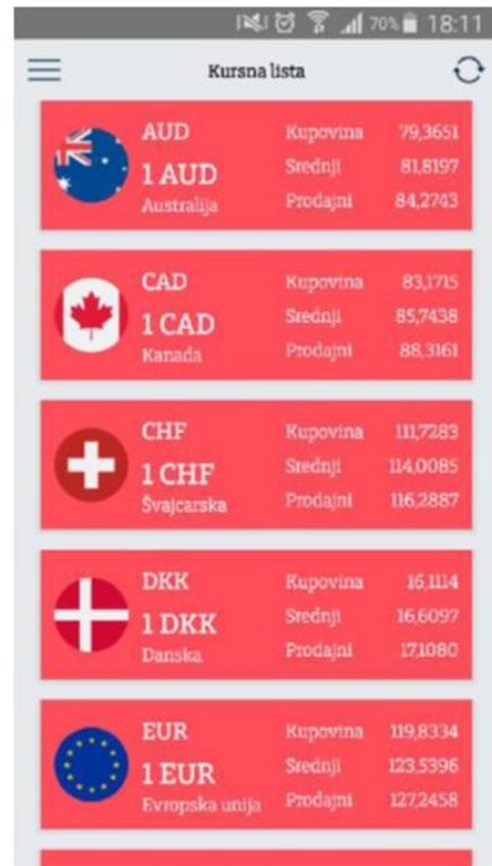 70% 18:11
Kursna lista
AUD Kupovina 79,3651
1 AUD Srednji 81,8197
Australija Prodajni 84,2743
CAD Kupovina 83,1715
1 CAD Srednji 85,7438
Kanada Prodajni 88,3161
CHF Kupovina 111,7283
1 CHF Srednji 114,0085
Švajcarska Prodajni 116,2887
DKK Kupovina 16,1114
1 DKK Srednji 16,6097
Danska Prodajni 17,1080
EUR Kupovina 119,8334
1 EUR Srednji 123,5396
Evropska unija Prodajni 127,2458